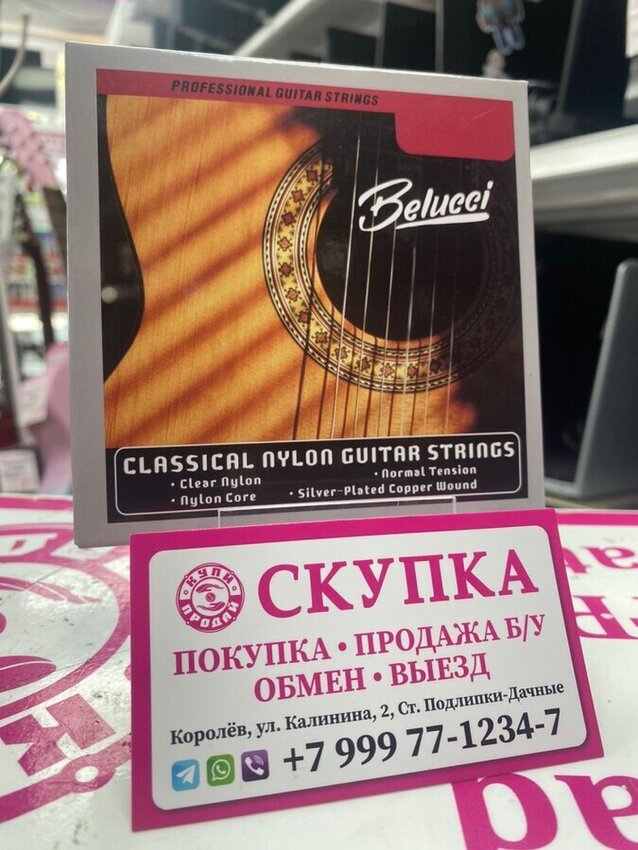 PROFESSIONAL GUITAR STRINGS
Belucci
CLASSICAL NYLON GUITAR STRINGS
• Clear Nylon • Normal Tension
• Nylon Core • Silver-Plated Copper Wound
КУПИ
ПРОДАЙ
СКУПКА
ПОКУПКА • ПРОДАЖА Б/У
ОБМЕН • ВЫЕЗД
Королёв, ул. Калинина, 2, Ст. Подлипки-Дачные
+7 999 77-1234-7